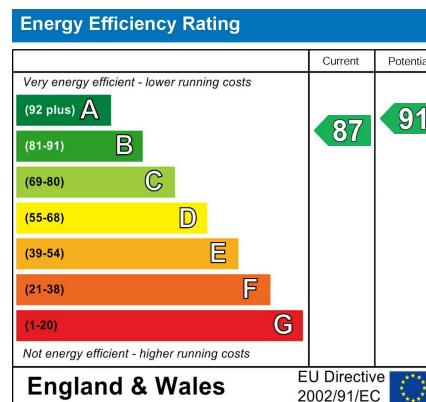 Energy Efficiency Rating
Current Potentia
Very energy efficient - lower running costs
(92 plus) A
(81-91) B
(69-80) C
(55-68) D
(39-54) E
(21-38) F
(1-20) G
87
91
Not energy efficient - higher running costs
England & Wales
EU Directive
2002/91/EC